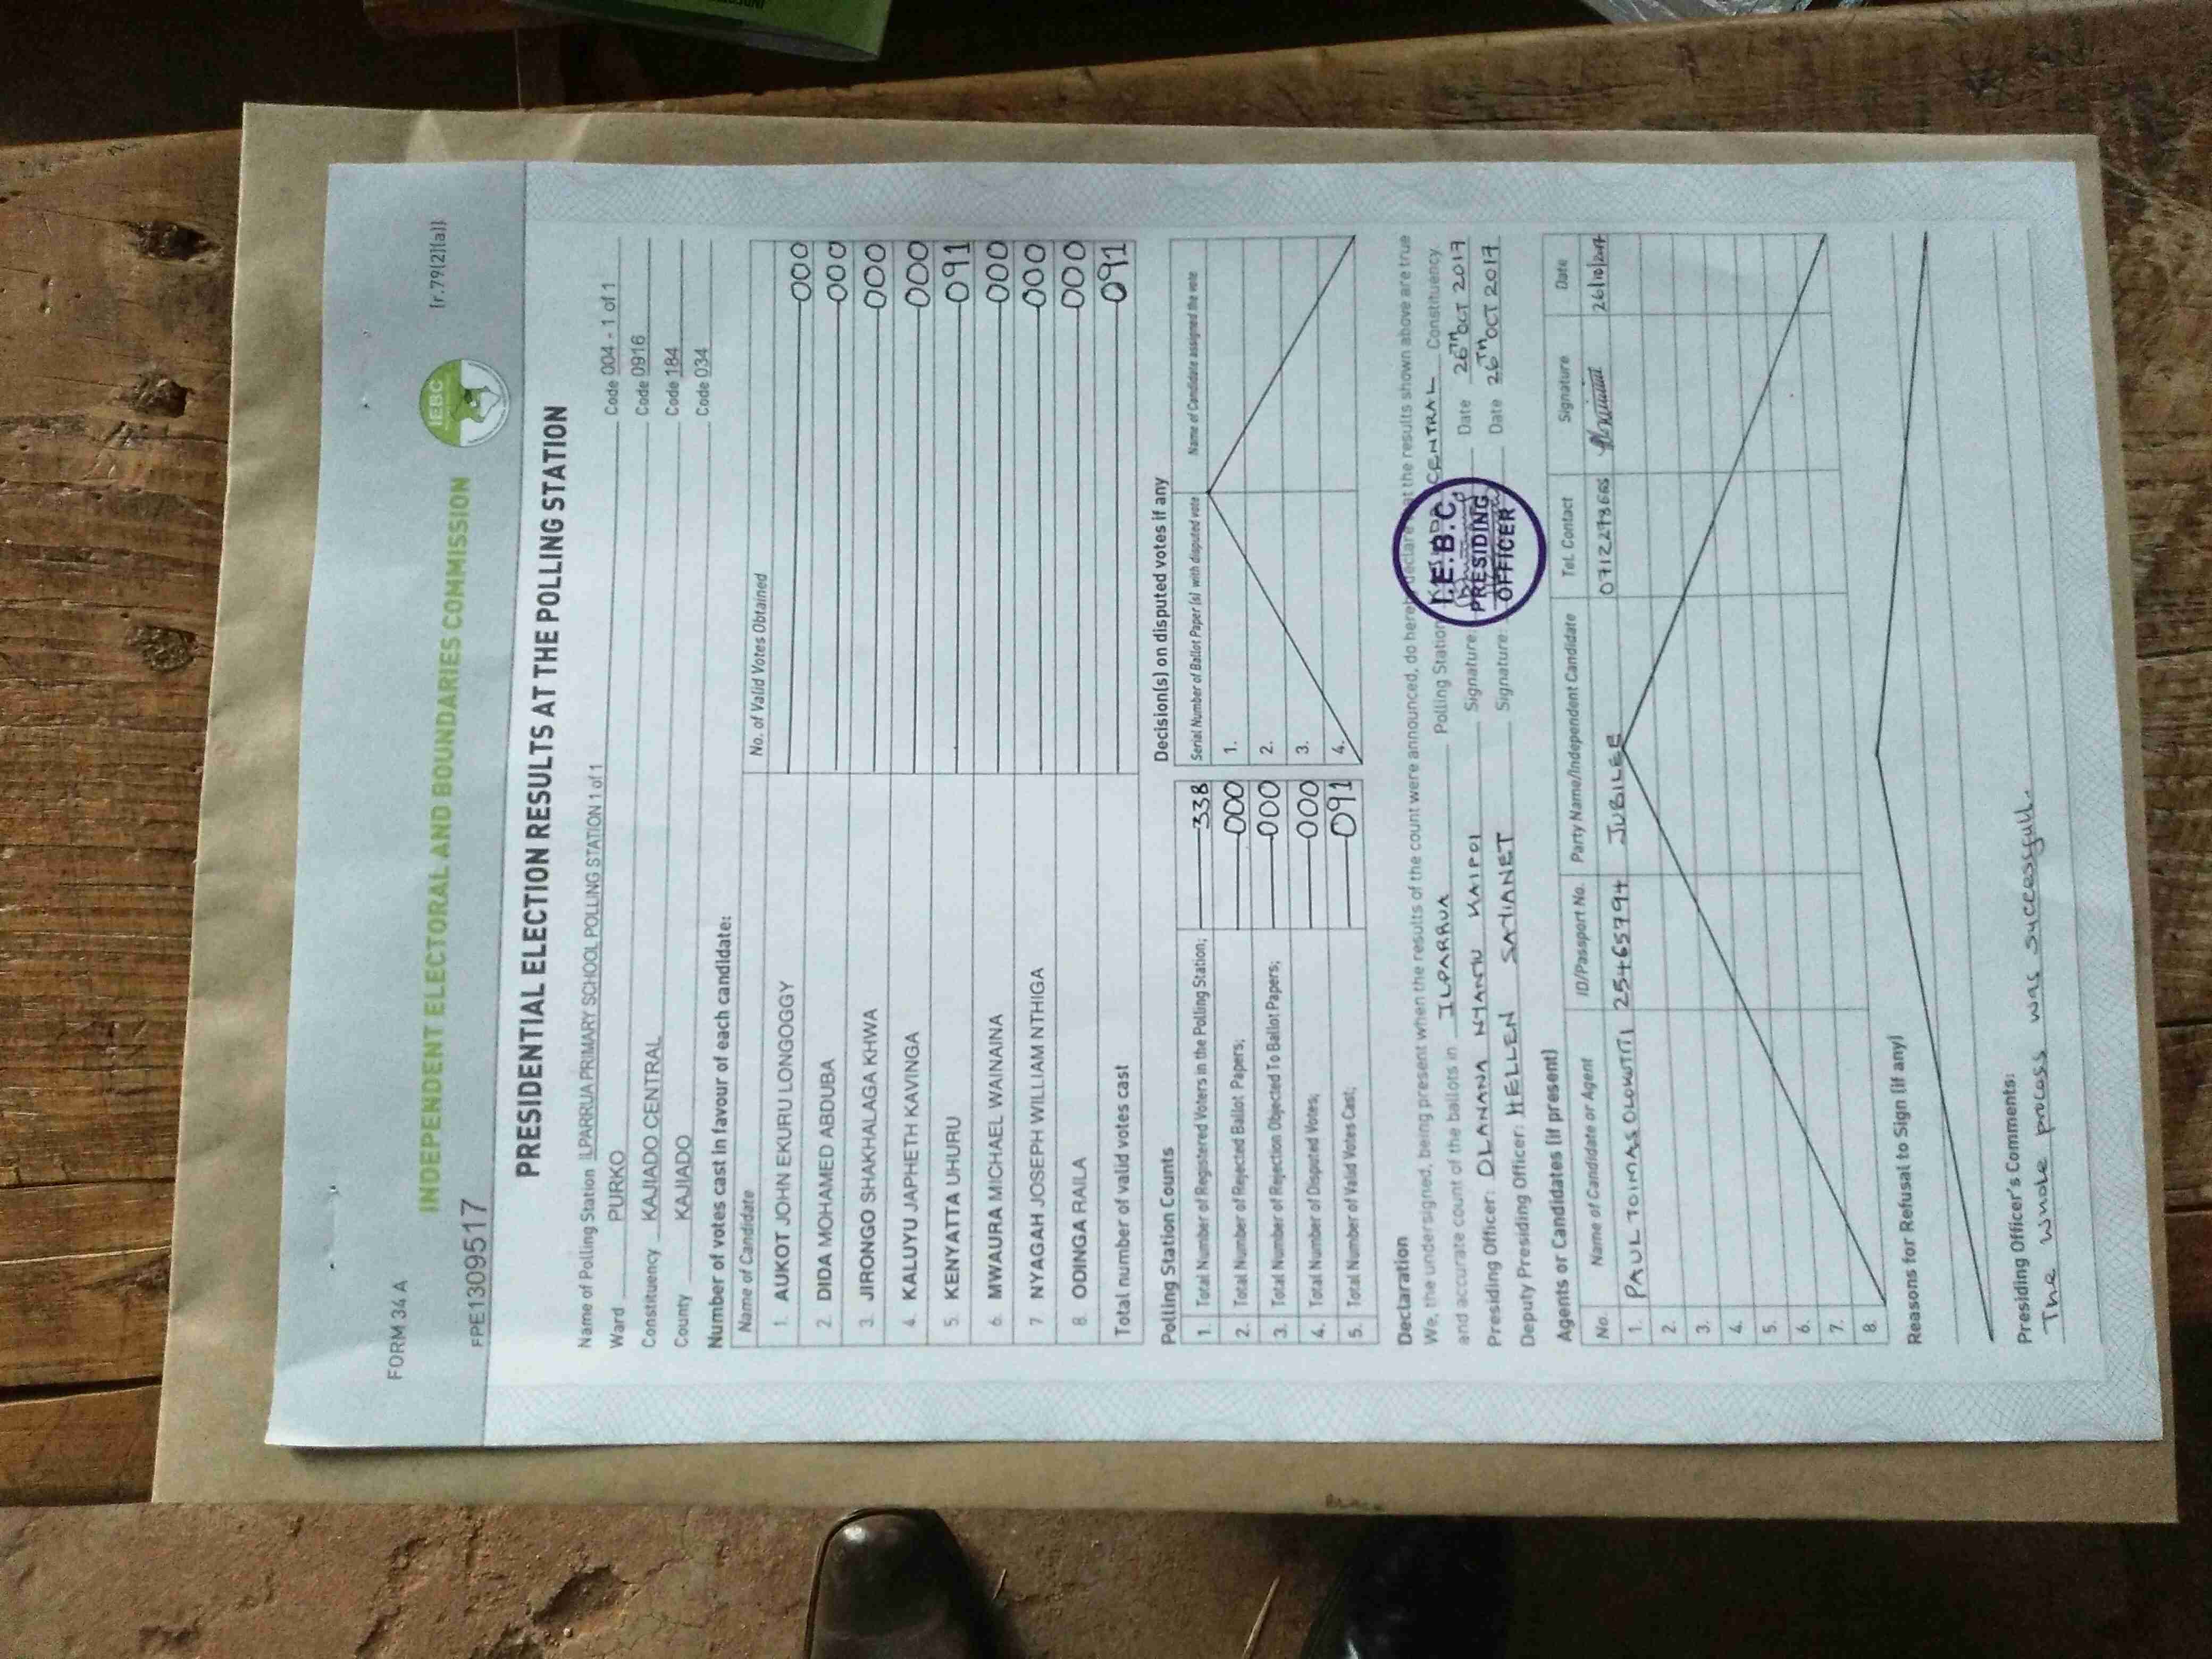 FORM 34 A
[r.79(2)(a)]
INDEPENDENT ELECTORAL AND BOUNDARIES COMMISSION
IEBC
FPE1309517
PRESIDENTIAL ELECTION RESULTS AT THE POLLING STATION
Name of Polling Station ILPARRUA PRIMARY SCHOOL POLLING STATION 1 of 1 Code 004 - 1 of 1
Ward PURKO Code 0916
Constituency KAJIADO CENTRAL Code 184
County KAJIADO Code 034
Number of votes cast in favour of each candidate:
Name of Candidate No. of Valid Votes Obtained
1. AUKOT JOHN EKURU LONGOGGY 000
2. DIDA MOHAMED ABDUBA 000
3. JIRONGO SHAKHALAGA KHWA 000
4. KALUYU JAPHETH KAVINGA 000
5. KENYATTA UHURU 091
6. MWAURA MICHAEL WAINAINA 000
7 NYAGAH JOSEPH WILLIAM NTHIGA 000
8. ODINGA RAILA 000
Total number of valid votes cast 091
Polling Station Counts
1. Total Number of Registered Voters in the Polling Station; 338
2. Total Number of Rejected Ballot Papers; 000
3. Total Number of Rejection Objected To Ballot Papers; 000
4. Total Number of Disputed Votes; 000
5. Total Number of Valid Votes Cast; 091
Decision(s) on disputed votes if any
Serial Number of Ballot Paper (s) with disputed vote Name of Candidate assigned the vote
1.
2.
3.
4.
Declaration
We, the undersigned, being present when the results of the count were announced, do hereby declare that the results shown above are true
and accurate count of the ballots in ILPARRUA Polling Station CENTRAL Constituency.
Presiding Officer: OLANANA KAIPOI Signature: Date 26TH OCT 2017
Deputy Presiding Officer: HELLEN Signature: Date 26TH OCT 2017
I.E.B.C.
PRESIDING
OFFICER
Agents or Candidates (if present)
No. Name of Candidate or Agent ID/Passport No. Party Name/Independent Candidate Tel. Contact Signature Date
1. PAUL 25465794 JUBILEE 26/10/2017
2.
3.
4.
5.
6.
7.
8.
Reasons for Refusal to Sign (if any)
Presiding Officer's Comments:
The whole process was sucessfull.